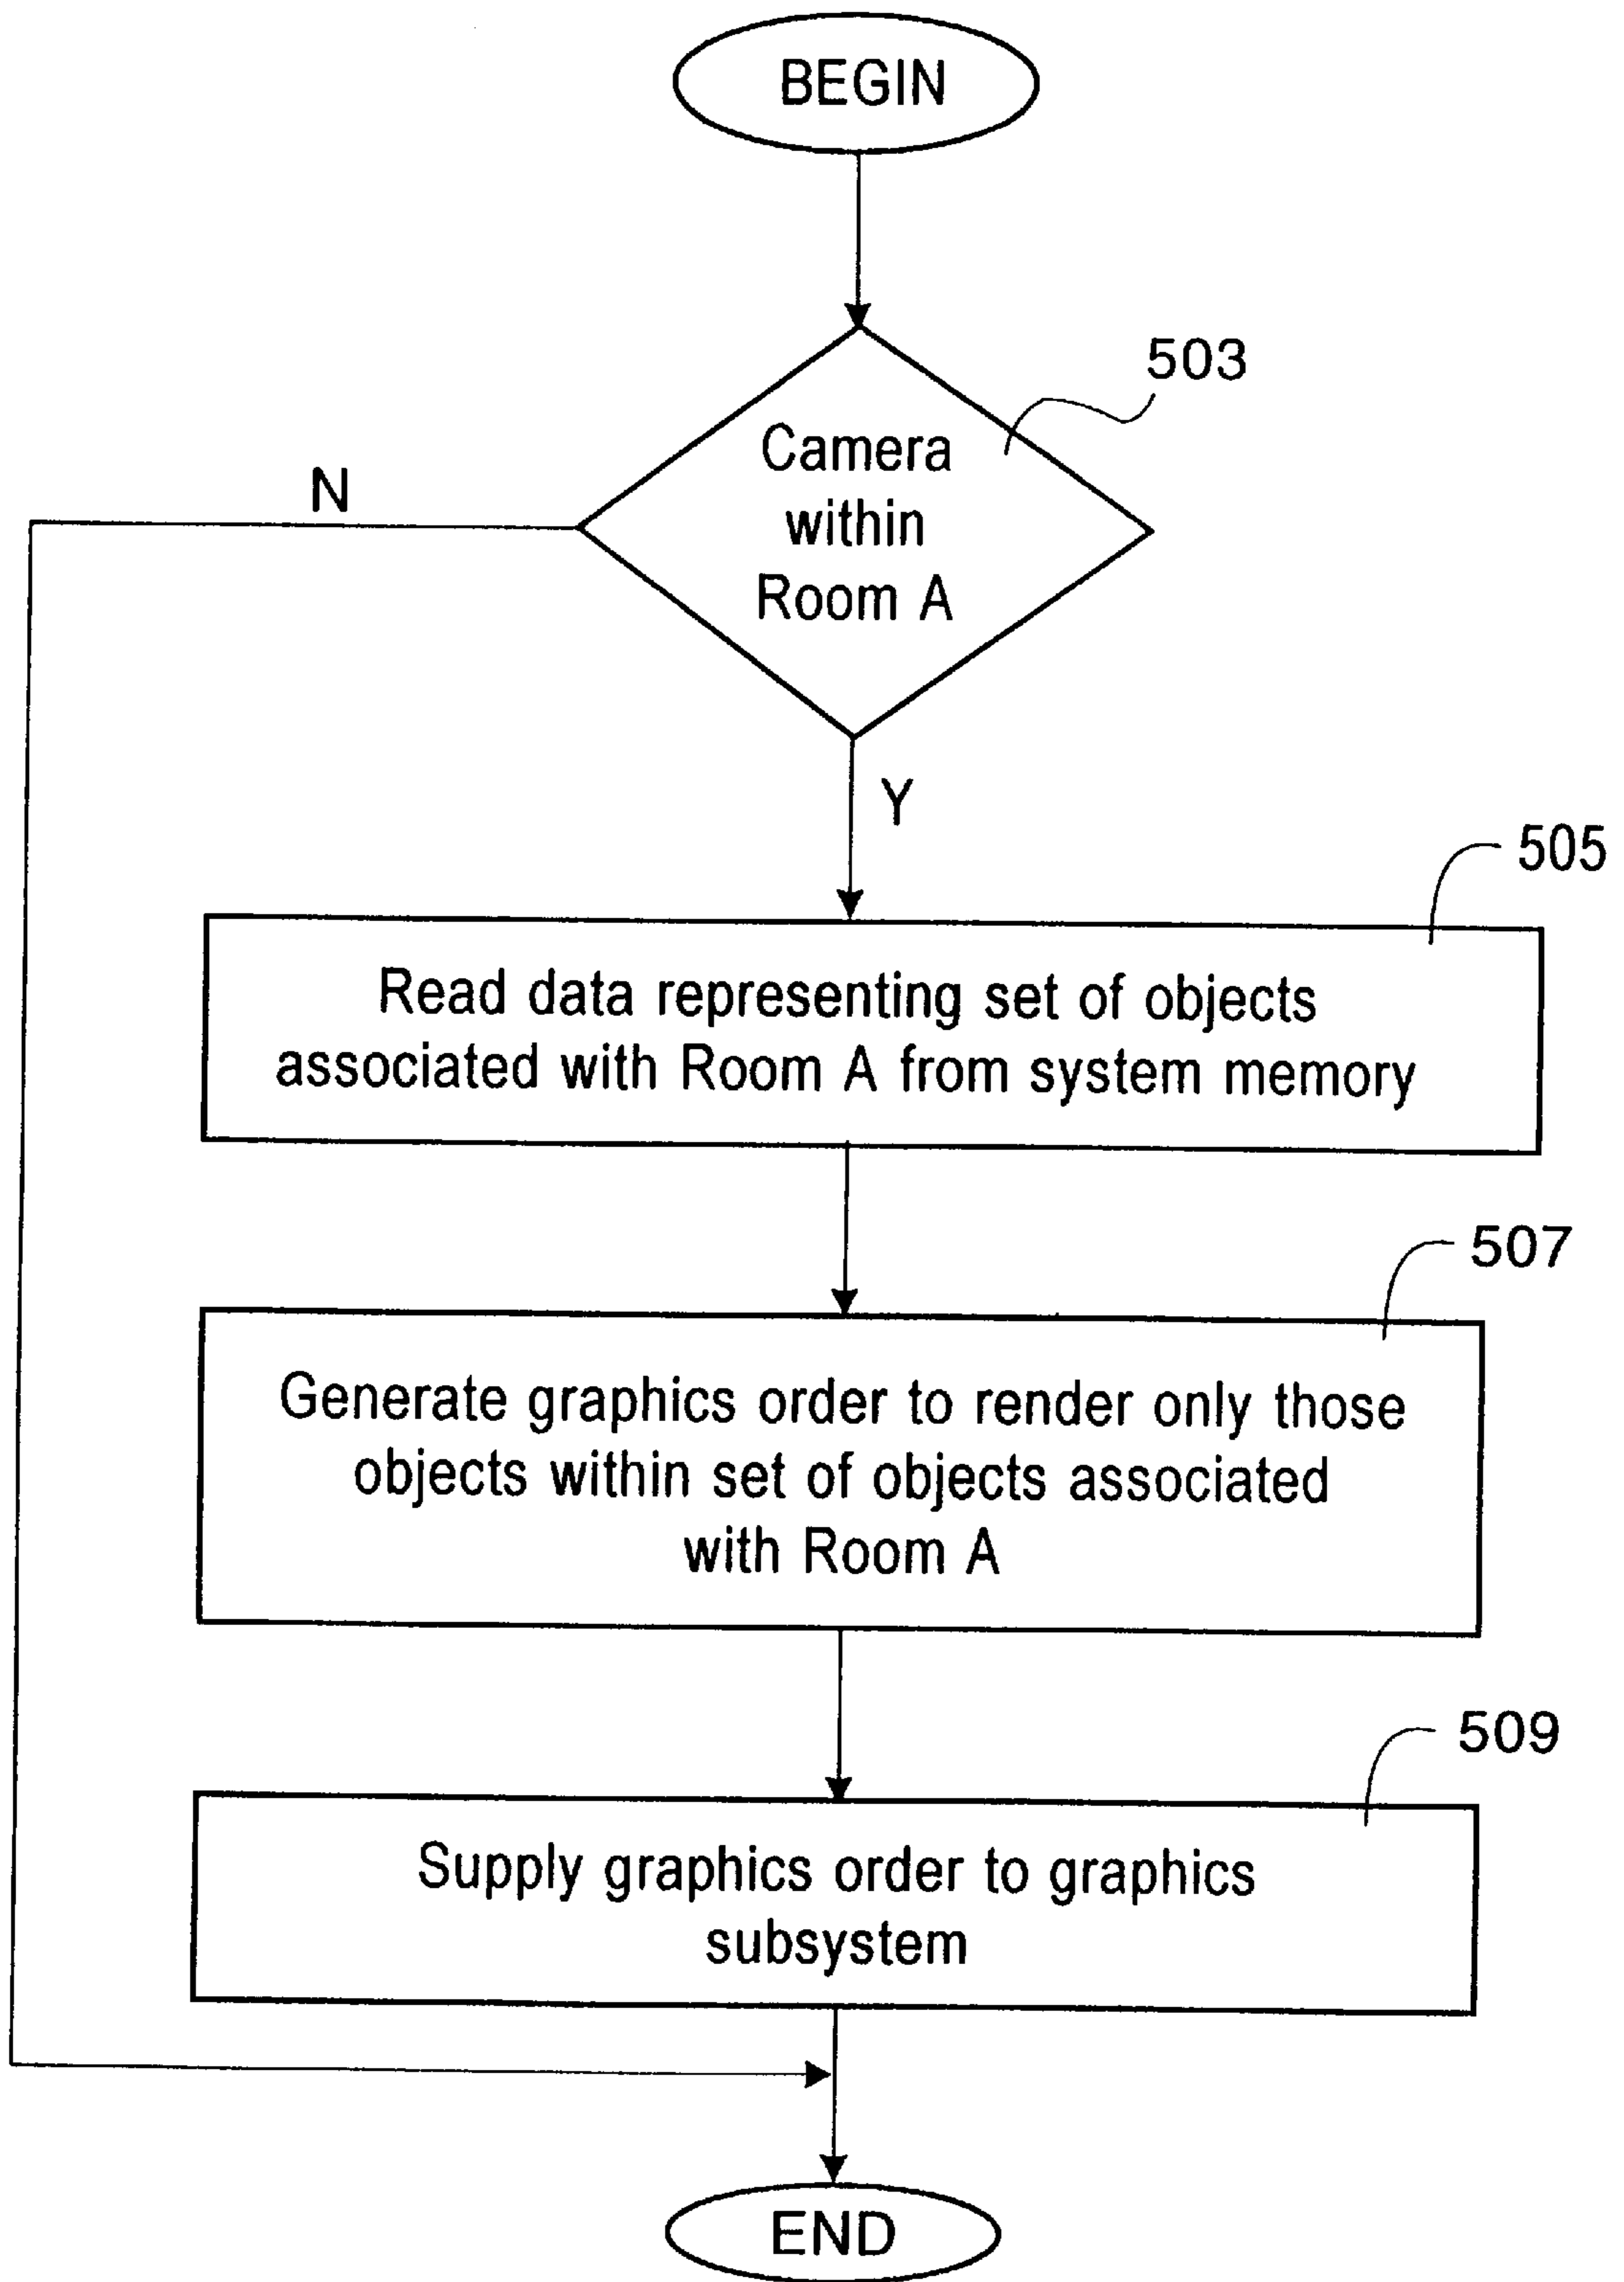 BEGIN
503
Camera
within
Room A
N
Y
505
Read data representing set of objects
associated with Room A from system memory
507
Generate graphics order to render only those
objects within set of objects associated
with Room A
509
Supply graphics order to graphics
subsystem
END